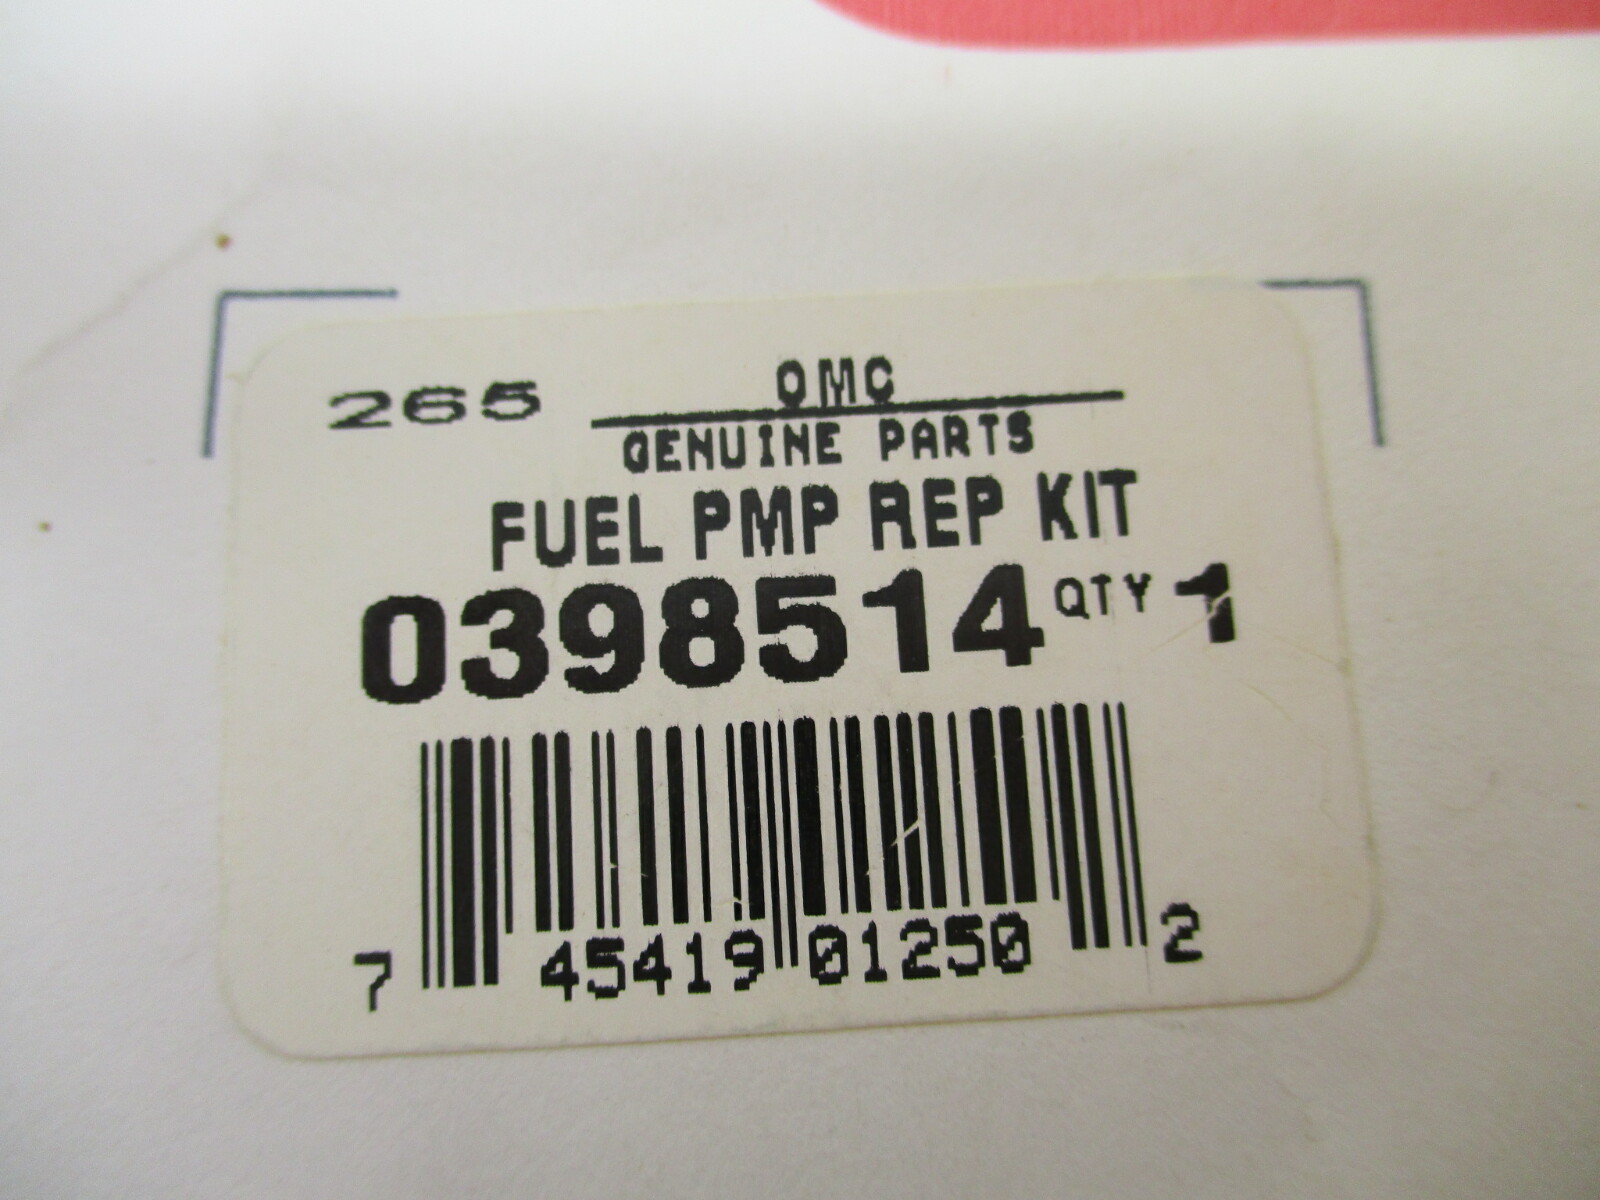 265 OMC
GENUINE PARTS
FUEL PMP REP KIT
0398514 QTY 1
7 45419 01250 2